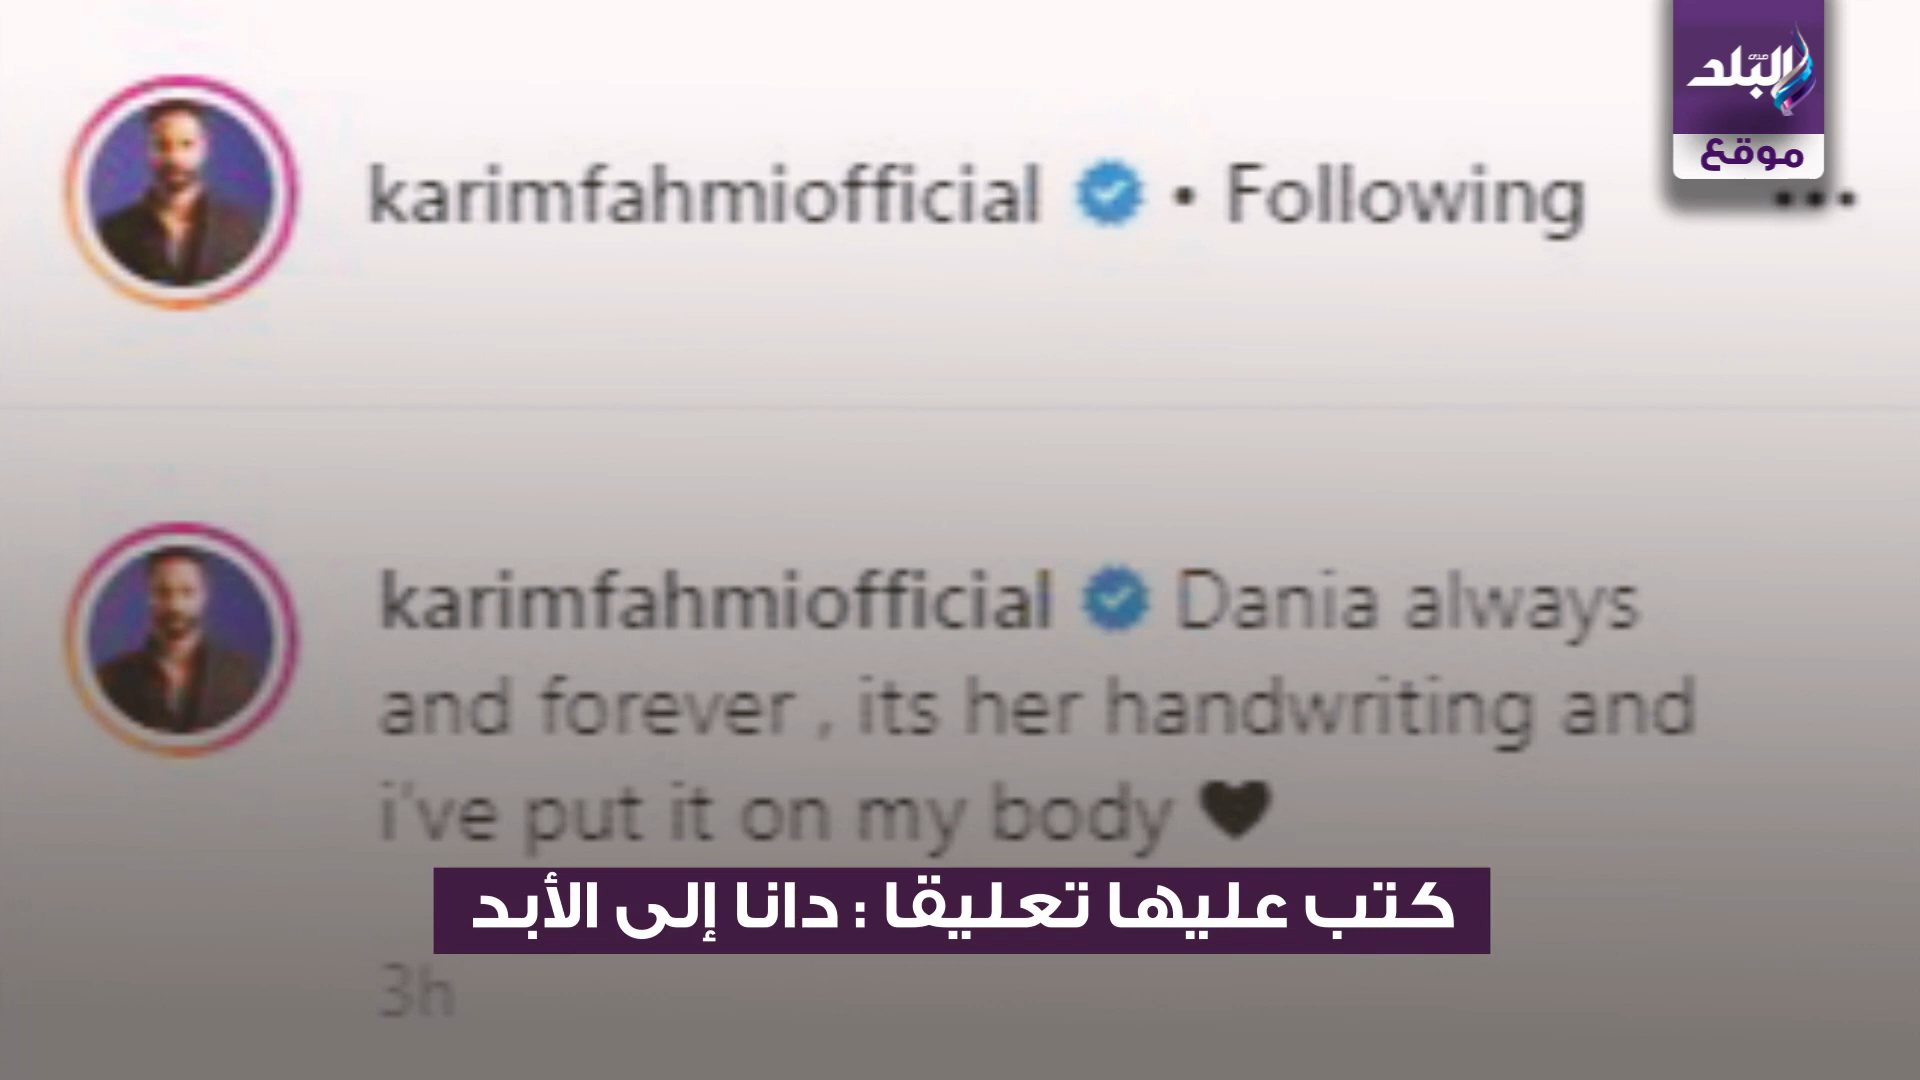 صدى
البلد
موقع
karimfahmiofficial • Following
karimfahmiofficial Dania always
and forever , its her handwriting and
i've put it on my body 🖤
كتب عليها تعليقا : دانا إلى الأبد
3h